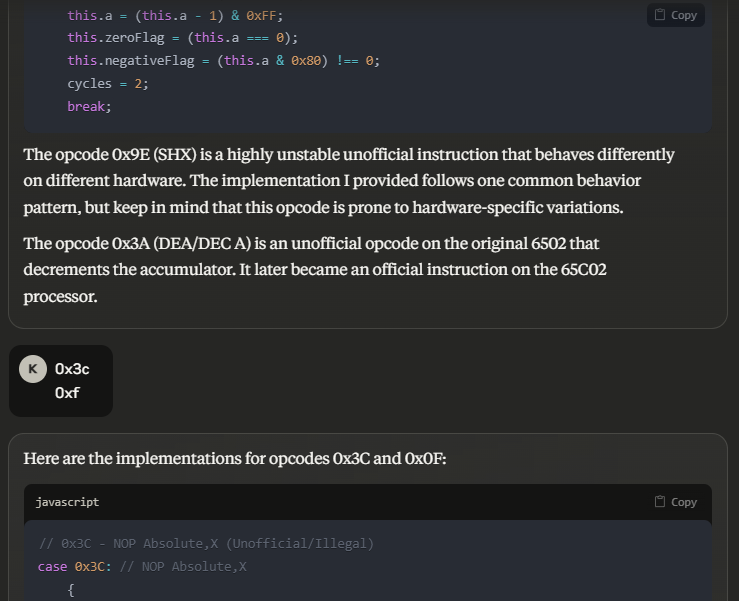 this.a = (this.a - 1) & 0xFF;
Copy
this.zeroFlag = (this.a === 0);
this.negativeFlag = (this.a & 0x80) !== 0;
cycles = 2;
break;
The opcode 0x9E (SHX) is a highly unstable unofficial instruction that behaves differently
on different hardware. The implementation I provided follows one common behavior
pattern, but keep in mind that this opcode is prone to hardware-specific variations.
The opcode 0x3A (DEA/DEC A) is an unofficial opcode on the original 6502 that
decrements the accumulator. It later became an official instruction on the 65C02
processor.
K
0x3c
0xf
Here are the implementations for opcodes 0x3C and 0x0F:
javascript
Copy
// 0x3C - NOP Absolute,X (Unofficial/Illegal)
case 0x3C: // NOP Absolute,X
{